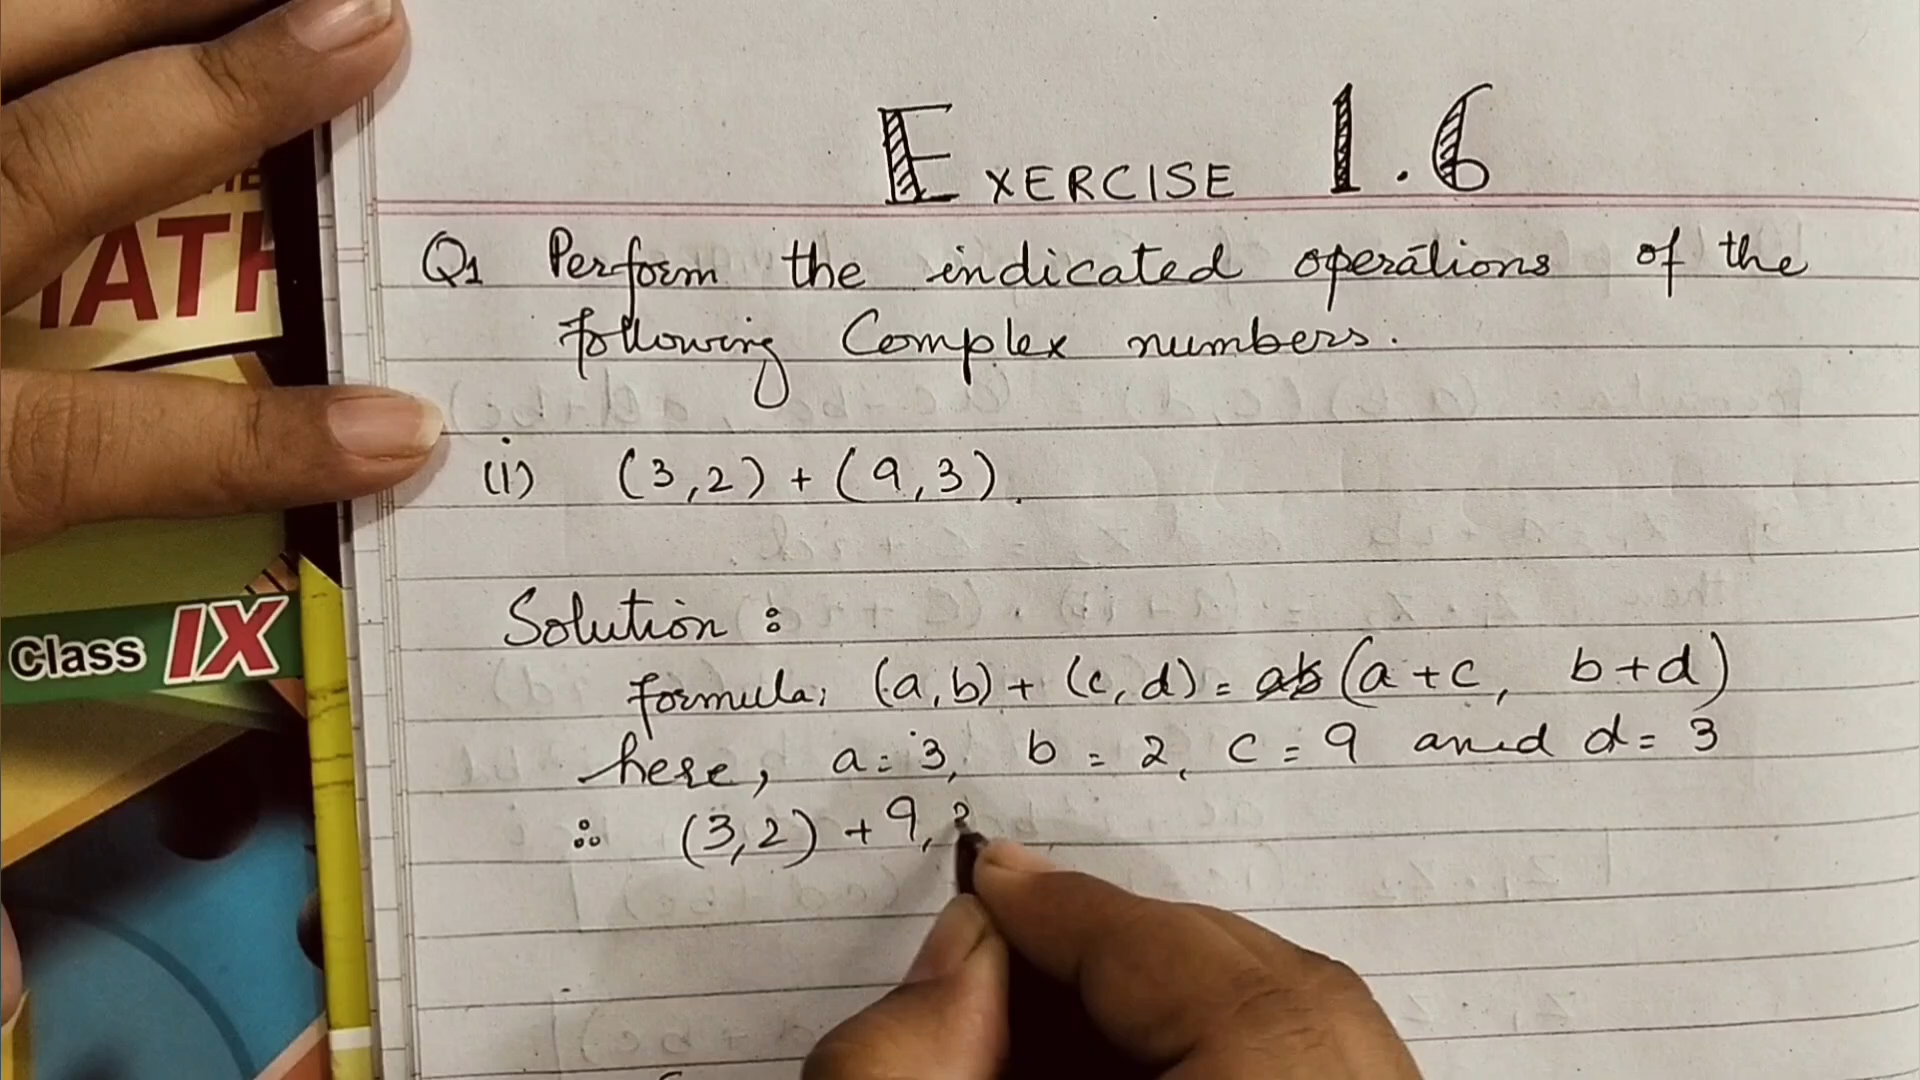 EXERCISE 1.6
Q1 Perform the indicated operations of the
following Complex numbers.
(i) (3,2) + (9,3).
Solution :
formula; (a,b) + (c,d) = ab (a+c, b+d)
here, a = 3, b = 2, c = 9 and d = 3
∴ (3,2) + 9,
MATH
Class IX